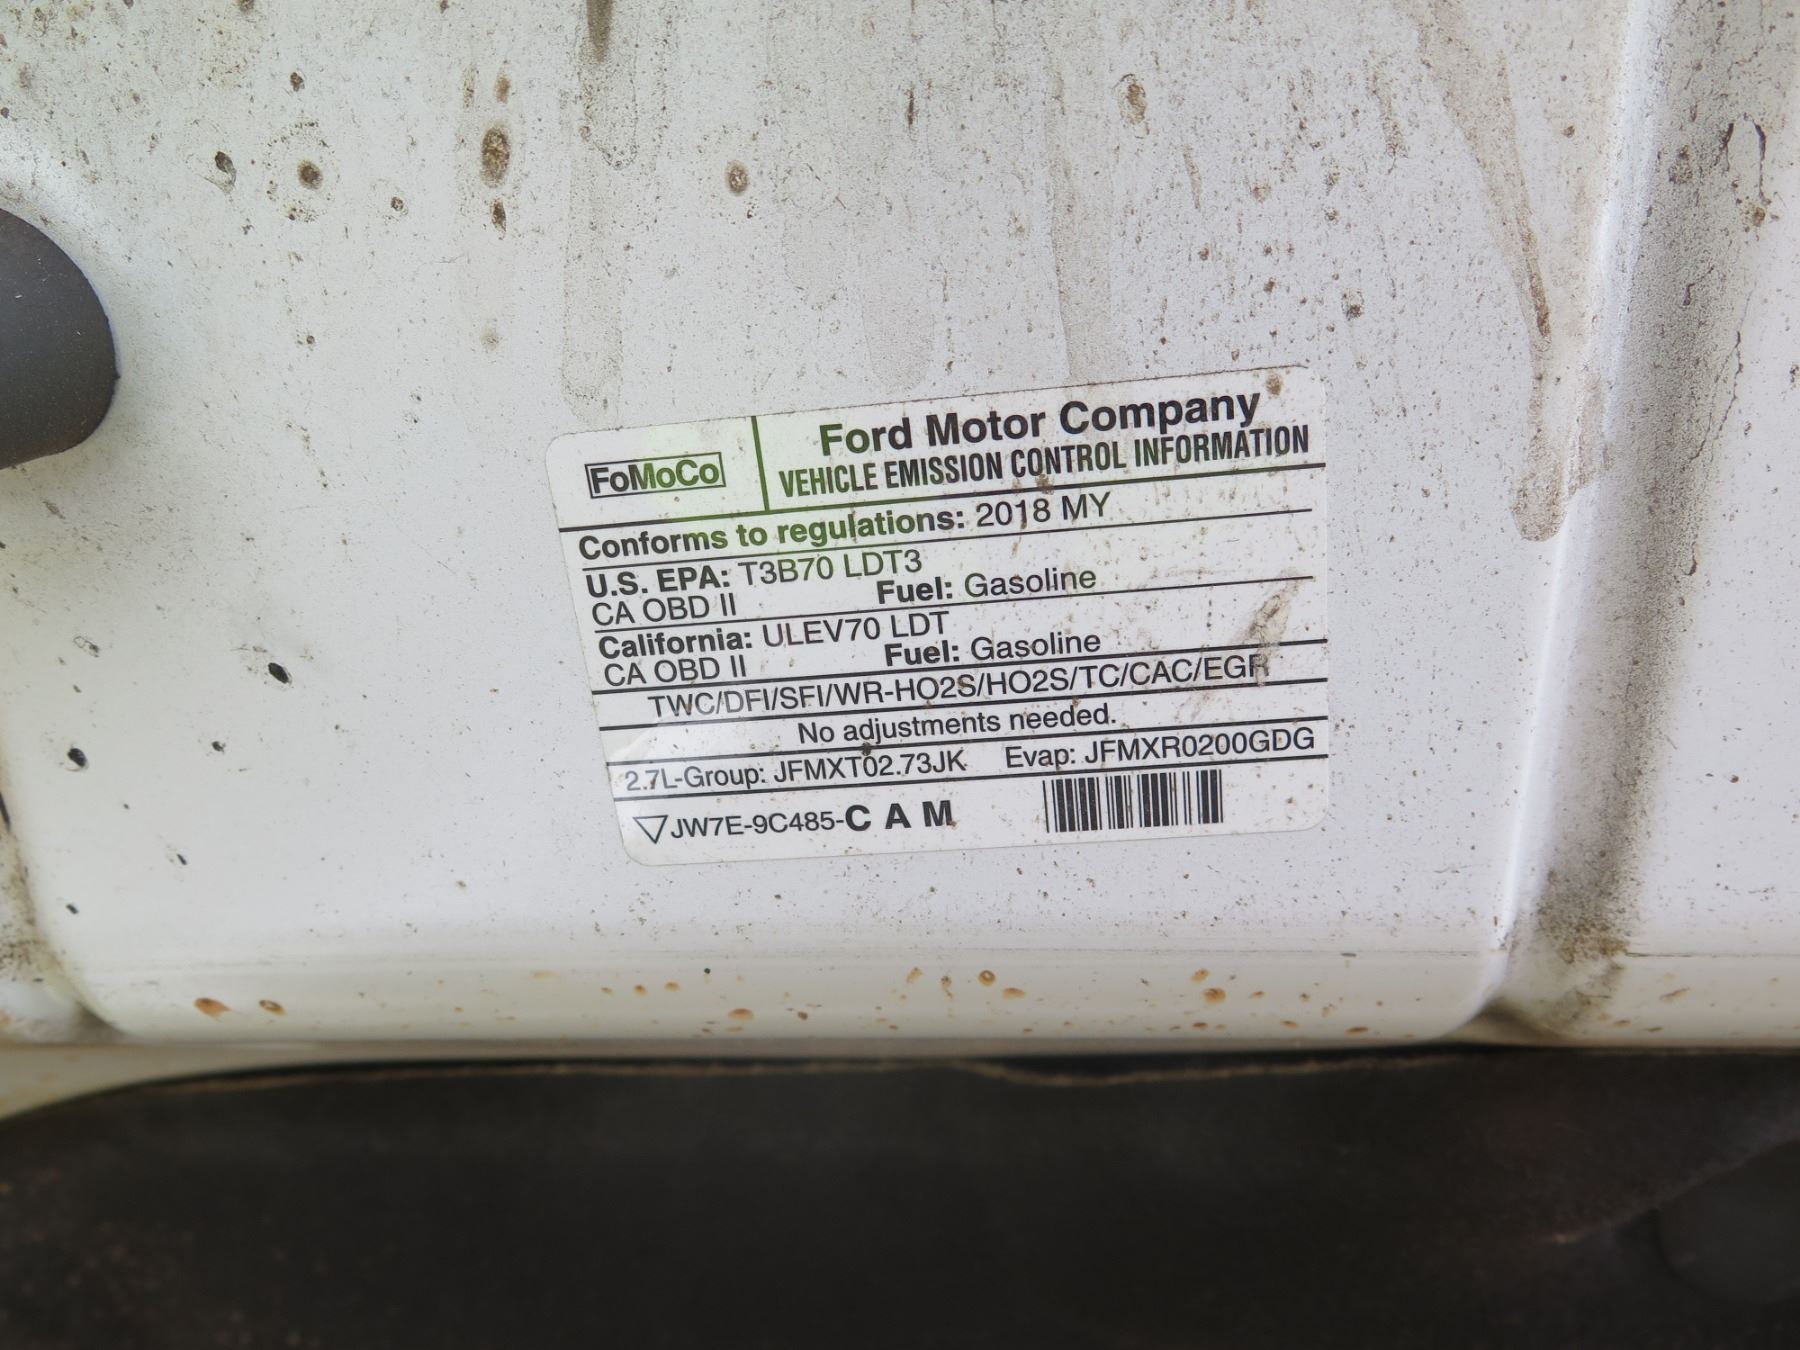 FoMoCo
Ford Motor Company
VEHICLE EMISSION CONTROL INFORMATION
Conforms to regulations: 2018 MY
U.S. EPA: T3B70 LDT3
CA OBD II Fuel: Gasoline
California: ULEV70 LDT
CA OBD II Fuel: Gasoline
TWC/DFI/SFI/WR-HO2S/HO2S/TC/CAC/EGR
No adjustments needed.
2.7L-Group: JFMXT02.73JK Evap: JFMXR0200GDG
JW7E-9C485-C A M